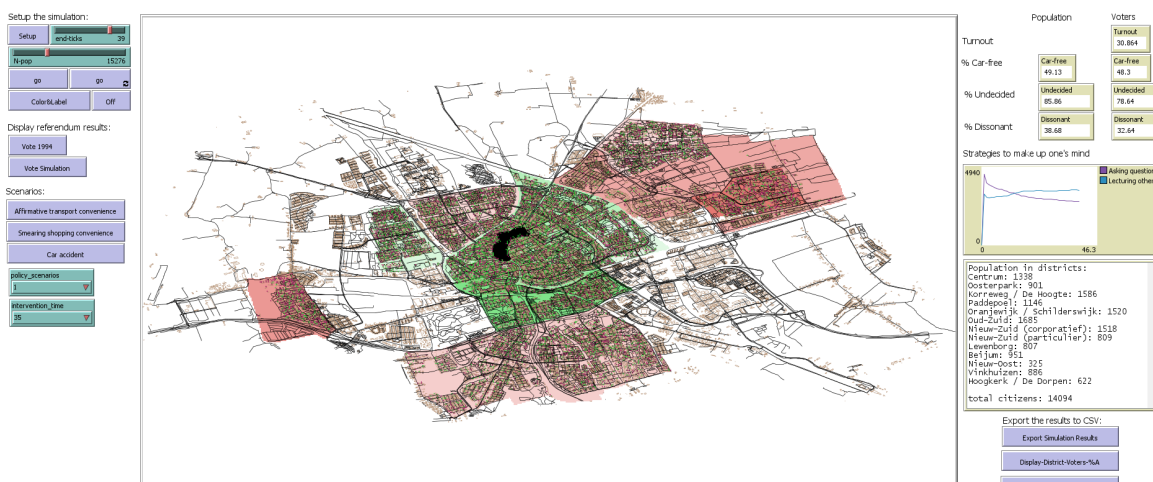 Setup the simulation:
Setup
end-ticks 39
N-pop 15276
go
go
Color&Label
Off
Display referendum results:
Vote 1994
Vote Simulation
Scenarios:
Affirmative transport convenience
Smearing shopping convenience
Car accident
policy_scenarios
1
intervention_time
35
Population Voters
Turnout
Turnout
30.864
% Car-free
Car-free
49.13
Car-free
48.3
% Undecided
Undecided
85.86
Undecided
78.64
% Dissonant
Dissonant
38.68
Dissonant
32.64
Strategies to make up one's mind
4940
0
0 46.3
Asking question
Lecturing other
Population in districts:
Centrum: 1338
Oosterpark: 901
Korreweg / De Hoogte: 1586
Paddepoel: 1146
Oranjewijk / Schilderswijk: 1520
Oud-Zuid: 1685
Nieuw-Zuid (corporatief): 1518
Nieuw-Zuid (particulier): 809
Lewenborg: 807
Beijum: 951
Nieuw-Oost: 325
Vinkhuizen: 886
Hoogkerk / De Dorpen: 622
total citizens: 14094
Export the results to CSV:
Export Simulation Results
Display-District-Voters-%A